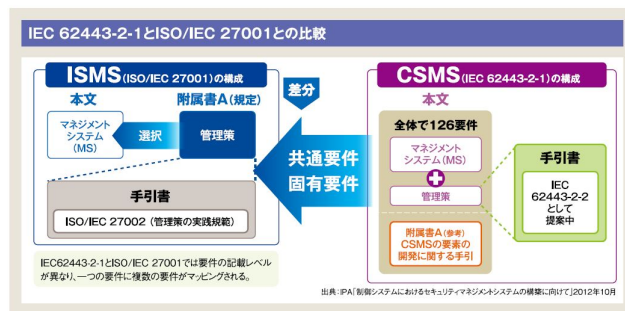 IEC 62443-2-1とISO/IEC 27001との比較
ISMS(ISO/IEC 27001)の構成
本文
附属書A(規定)
マネジメント
システム
(MS)
選択
管理策
手引書
ISO/IEC 27002(管理策の実践規範)
IEC62443-2-1とISO/IEC 27001では要件の記載レベル
が異なり、一つの要件に複数の要件がマッピングされる。
差分
共通要件
固有要件
CSMS(IEC 62443-2-1)の構成
本文
全体で126要件
マネジメント
システム(MS)
管理策
附属書A(参考)
CSMSの要素の
開発に関する手引
手引書
IEC
62443-2-2
として
提案中
出典:IPA「制御システムにおけるセキュリティマネジメントシステムの構築に向けて」2012年10月